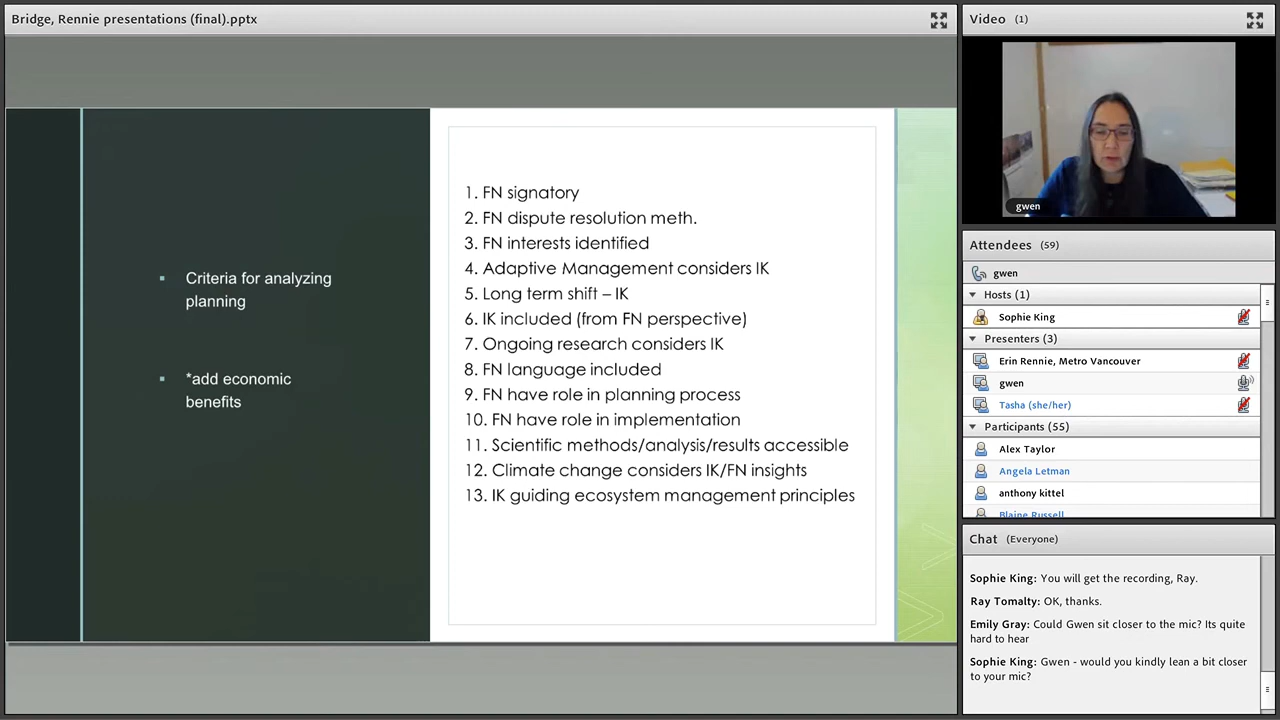 Bridge, Rennie presentations (final).pptx
Criteria for analyzing
planning
*add economic
benefits
1. FN signatory
2. FN dispute resolution meth.
3. FN interests identified
4. Adaptive Management considers IK
5. Long term shift – IK
6. IK included (from FN perspective)
7. Ongoing research considers IK
8. FN language included
9. FN have role in planning process
10. FN have role in implementation
11. Scientific methods/analysis/results accessible
12. Climate change considers IK/FN insights
13. IK guiding ecosystem management principles
Video (1)
gwen
Attendees (59)
gwen
Hosts (1)
Sophie King
Presenters (3)
Erin Rennie, Metro Vancouver
gwen
Tasha (she/her)
Participants (55)
Alex Taylor
Angela Letman
anthony kittel
Blaine Russell
Chat (Everyone)
Sophie King: You will get the recording, Ray.
Ray Tomalty: OK, thanks.
Emily Gray: Could Gwen sit closer to the mic? Its quite
hard to hear
Sophie King: Gwen - would you kindly lean a bit closer
to your mic?